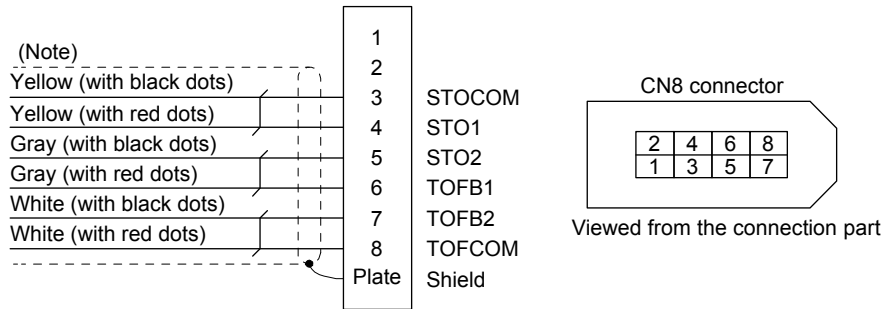 (Note)
Yellow (with black dots)
Yellow (with red dots)
Gray (with black dots)
Gray (with red dots)
White (with black dots)
White (with red dots)
1
2
3 STOCOM
4 STO1
5 STO2
6 TOFB1
7 TOFB2
8 TOFCOM
Plate Shield
CN8 connector
2 4 6 8
1 3 5 7
Viewed from the connection part